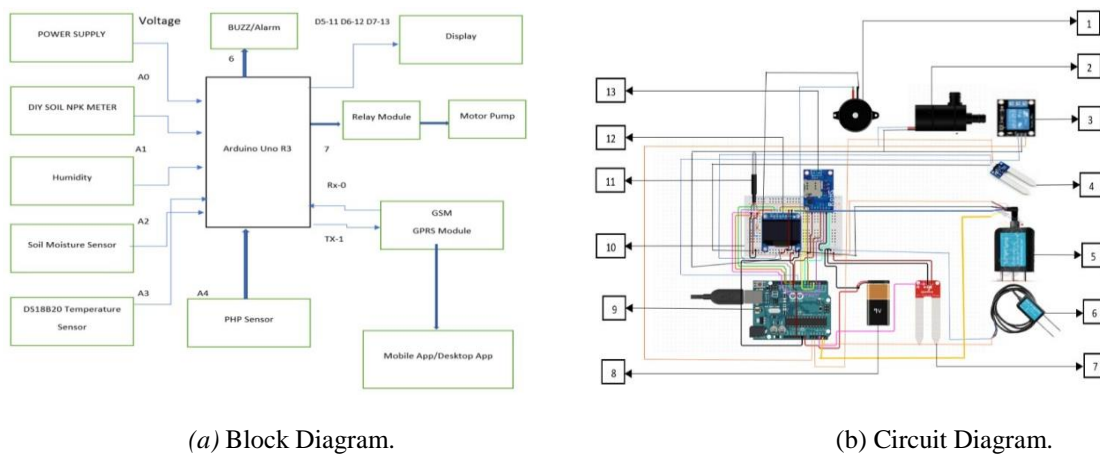 Voltage
POWER SUPPLY
BUZZ/Alarm
D5-11 D6-12 D7-13
Display
6
A0
DIY SOIL NPK METER
Arduino Uno R3
Relay Module
Motor Pump
7
A1
Humidity
Rx-0
GSM
GPRS Module
A2
TX-1
Soil Moisture Sensor
A3
A4
DS18B20 Temperature
Sensor
PHP Sensor
Mobile App/Desktop App
(a) Block Diagram.
1
2
13
3
12
11
4
10
5
9
6
9V
8
7
(b) Circuit Diagram.